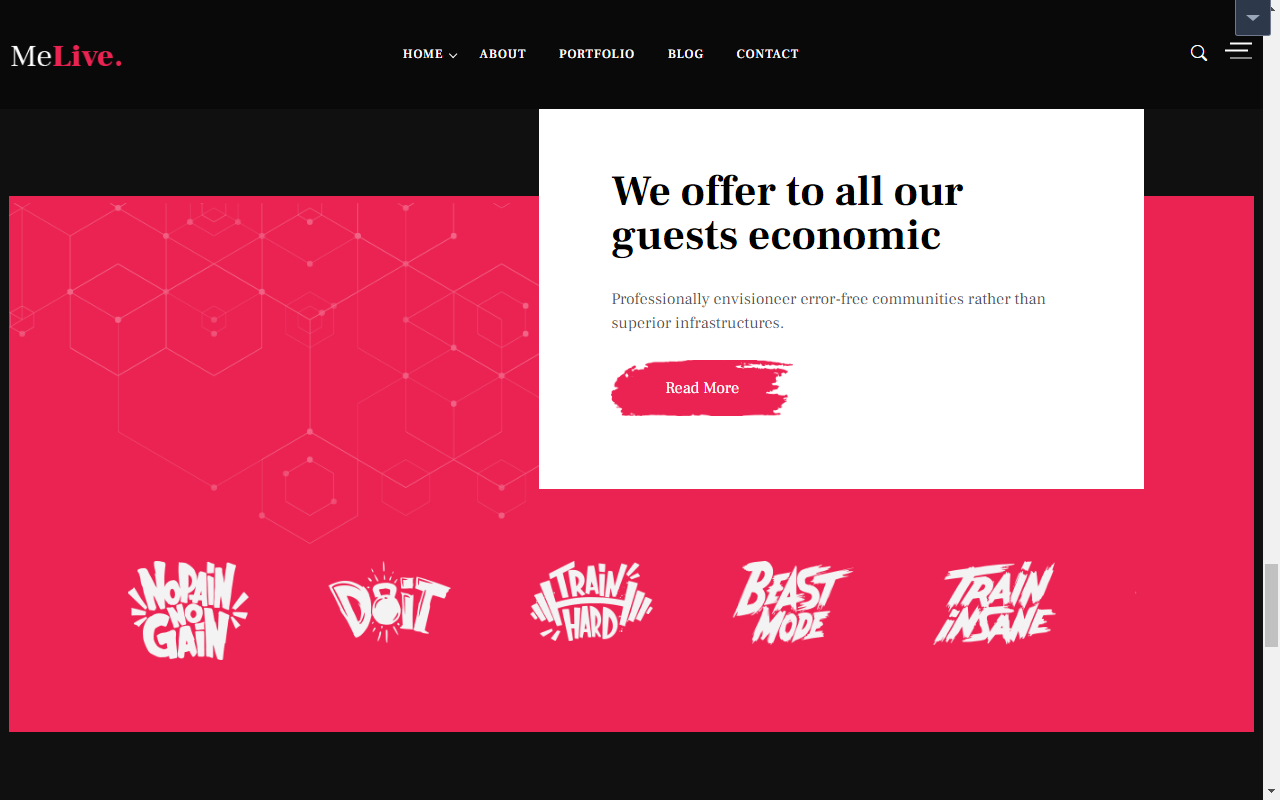 MeLive.
HOME ABOUT PORTFOLIO BLOG CONTACT
We offer to all our
guests economic
Professionally envisioneer error-free communities rather than
superior infrastructures.
Read More
NO PAIN
NO
GAIN
DO IT
TRAIN
HARD
BEAST
MODE
TRAIN
INSANE